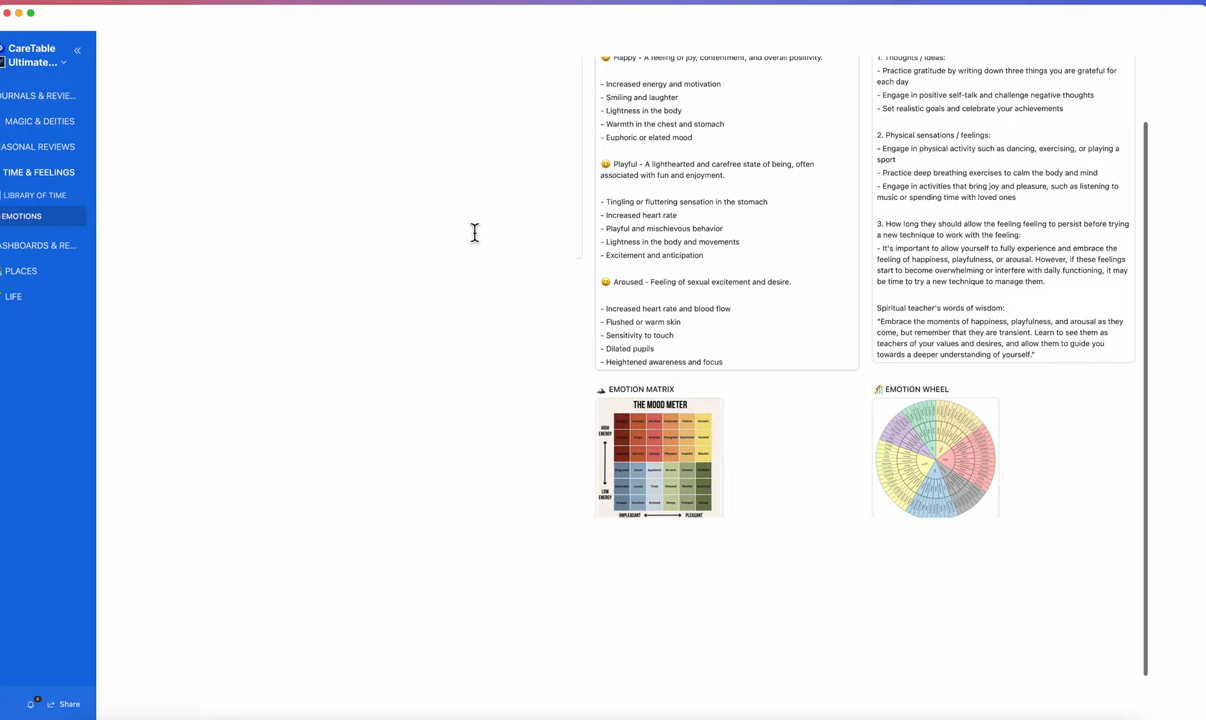 CareTable
Ultimate...
OURNALS & REVIE...
MAGIC & DEITIES
EASONAL REVIEWS
TIME & FEELINGS
LIBRARY OF TIME
EMOTIONS
ASHBOARDS & RE...
PLACES
LIFE
Share
Happy - A feeling of joy, contentment, and overall positivity.
- Increased energy and motivation
- Smiling and laughter
- Lightness in the body
- Warmth in the chest and stomach
- Euphoric or elated mood
Playful - A lighthearted and carefree state of being, often
associated with fun and enjoyment.
- Tingling or fluttering sensation in the stomach
- Increased heart rate
- Playful and mischievous behavior
- Lightness in the body and movements
- Excitement and anticipation
Aroused - Feeling of sexual excitement and desire.
- Increased heart rate and blood flow
- Flushed or warm skin
- Sensitivity to touch
- Dilated pupils
- Heightened awareness and focus
1. Thoughts / Ideas:
- Practice gratitude by writing down three things you are grateful for
each day
- Engage in positive self-talk and challenge negative thoughts
- Set realistic goals and celebrate your achievements
2. Physical sensations / feelings:
- Engage in physical activity such as dancing, exercising, or playing a
sport
- Practice deep breathing exercises to calm the body and mind
- Engage in activities that bring joy and pleasure, such as listening to
music or spending time with loved ones
3. How long they should allow the feeling feeling to persist before trying
a new technique to work with the feeling:
- It's important to allow yourself to fully experience and embrace the
feeling of happiness, playfulness, or arousal. However, if these feelings
start to become overwhelming or interfere with daily functioning, it may
be time to try a new technique to manage them.
Spiritual teacher's words of wisdom:
"Embrace the moments of happiness, playfulness, and arousal as they
come, but remember that they are transient. Learn to see them as
teachers of your values and desires, and allow them to guide you
towards a deeper understanding of yourself."
EMOTION MATRIX
THE MOOD METER
HIGH
ENERGY
LOW
ENERGY
UNPLEASANT
PLEASANT
EMOTION WHEEL